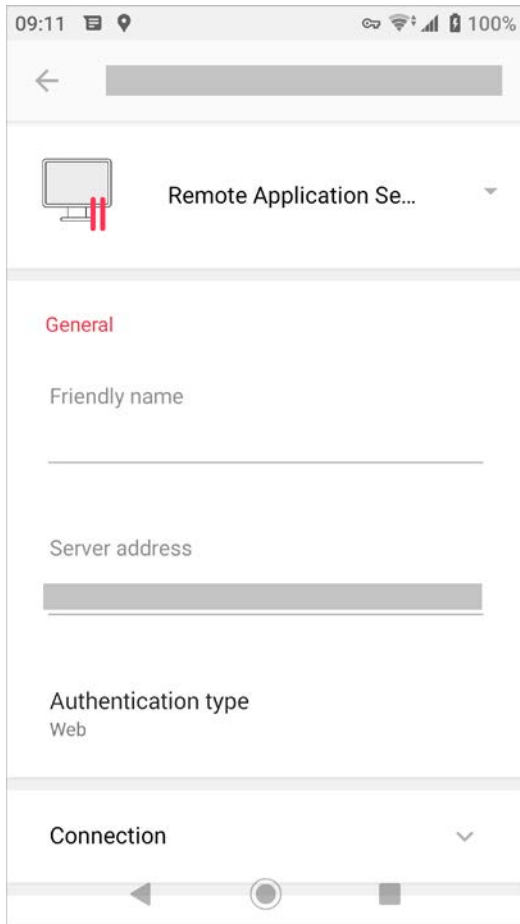 09:11 100%
Remote Application Se...
General
Friendly name
Server address
Authentication type
Web
Connection